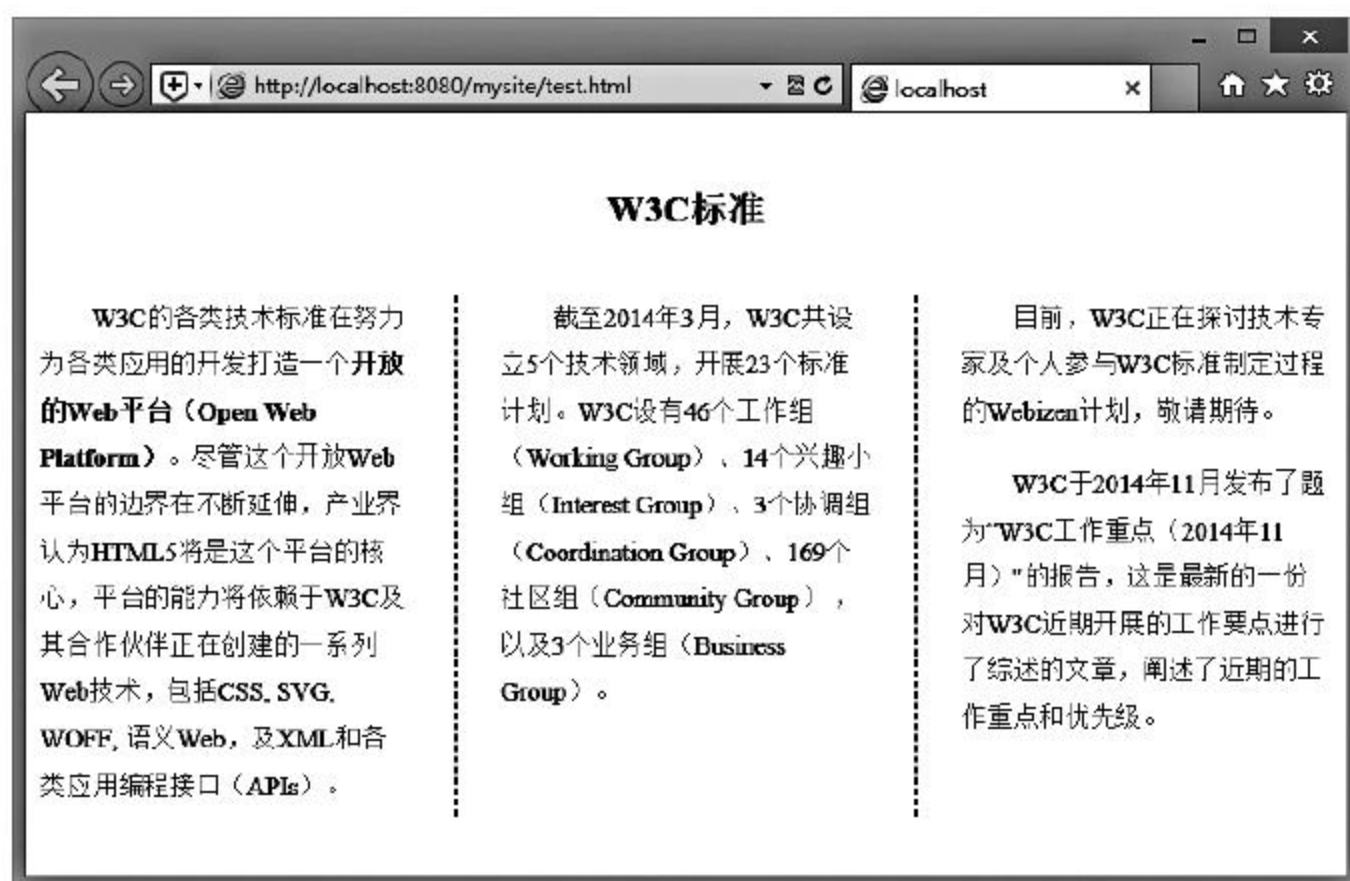 http://localhost:8080/mysite/test.html
localhost
W3C标准
W3C的各类技术标准在努力
为各类应用的开发打造一个开放
的Web平台（Open Web
Platform）。尽管这个开放Web
平台的边界在不断延伸，产业界
认为HTML5将是这个平台的核
心，平台的能力将依赖于W3C及
其合作伙伴正在创建的一系列
Web技术，包括CSS, SVG,
WOFF, 语义Web，及XML和各
类应用编程接口（APIs）。
截至2014年3月，W3C共设
立5个技术领域，开展23个标准
计划。W3C设有46个工作组
（Working Group）、14个兴趣小
组（Interest Group）、3个协调组
（Coordination Group）、169个
社区组（Community Group），
以及3个业务组（Business
Group）。
目前，W3C正在探讨技术专
家及个人参与W3C标准制定过程
的Webizen计划，敬请期待。
W3C于2014年11月发布了题
为"W3C工作重点（2014年11
月）"的报告，这是最新的一份
对W3C近期开展的工作要点进行
了综述的文章，阐述了近期的工
作重点和优先级。